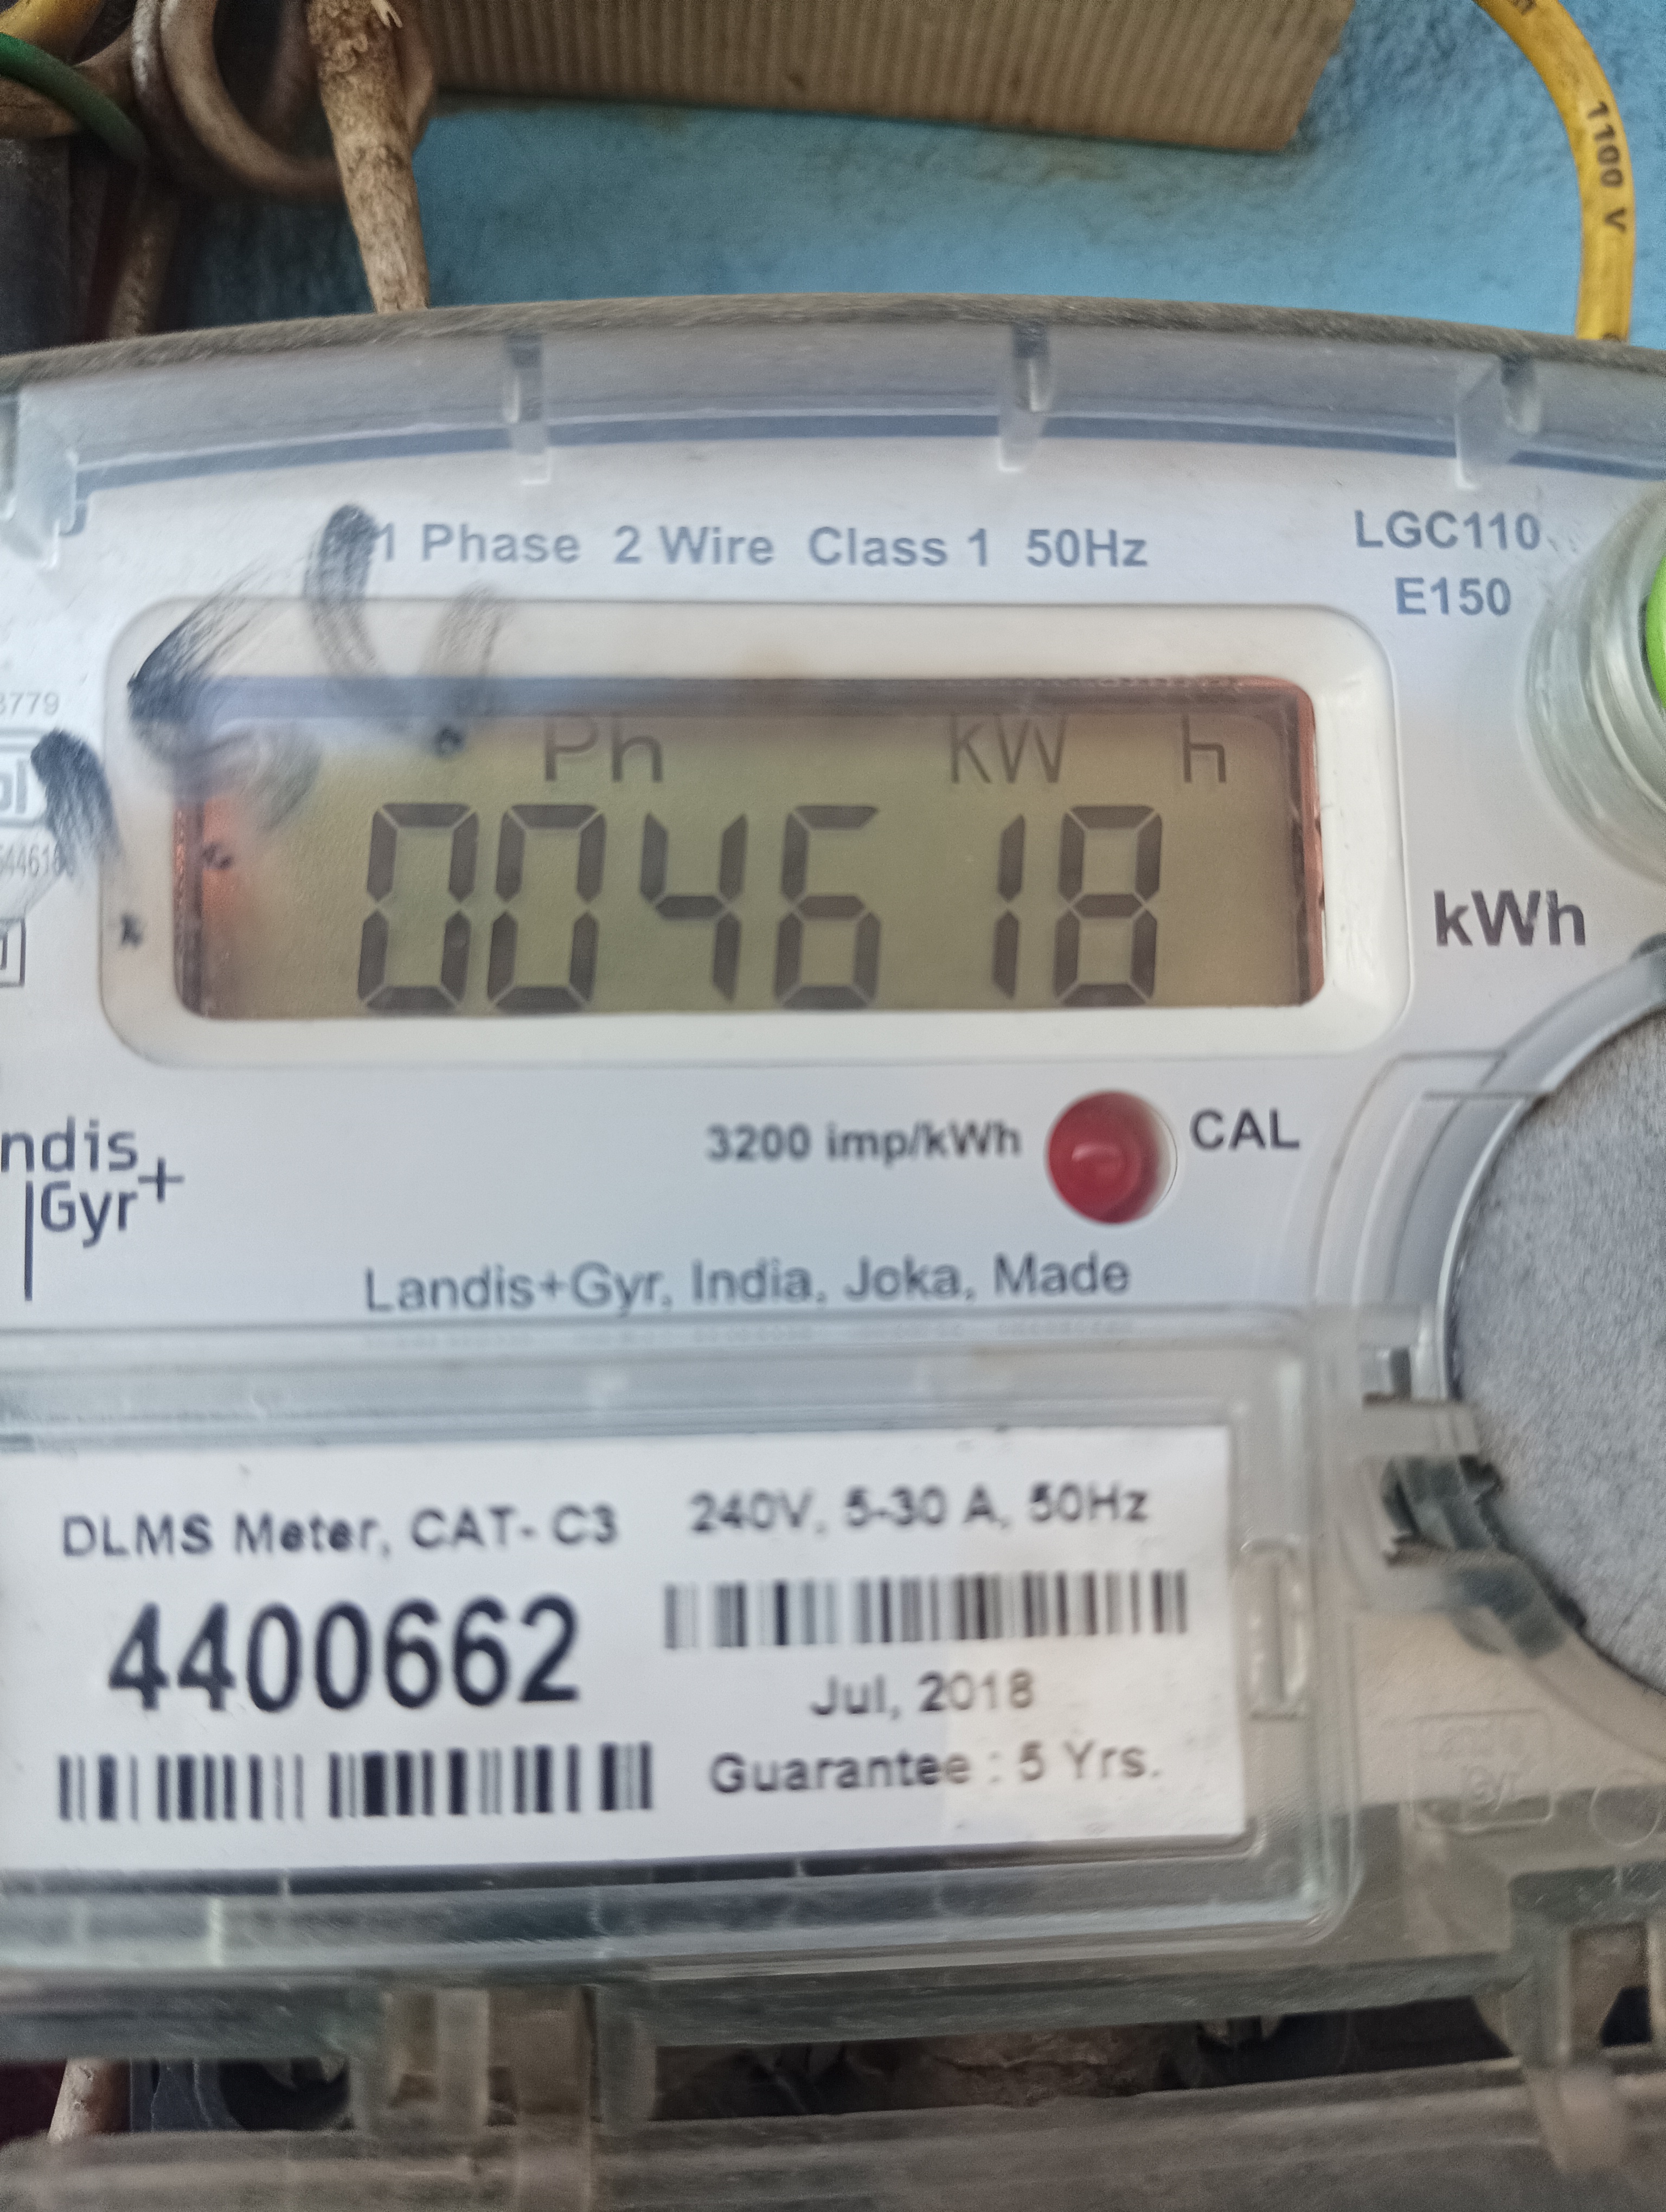 1100 V
1 Phase 2 Wire Class 1 50Hz
LGC110
E150
3779
Ph kW h
004618
kWh
3200 imp/kWh CAL
ndis
Gyr+
Landis+Gyr, India, Joka, Made
DLMS Meter, CAT- C3
240V, 5-30 A, 50Hz
4400662
Jul, 2018
Guarantee : 5 Yrs.